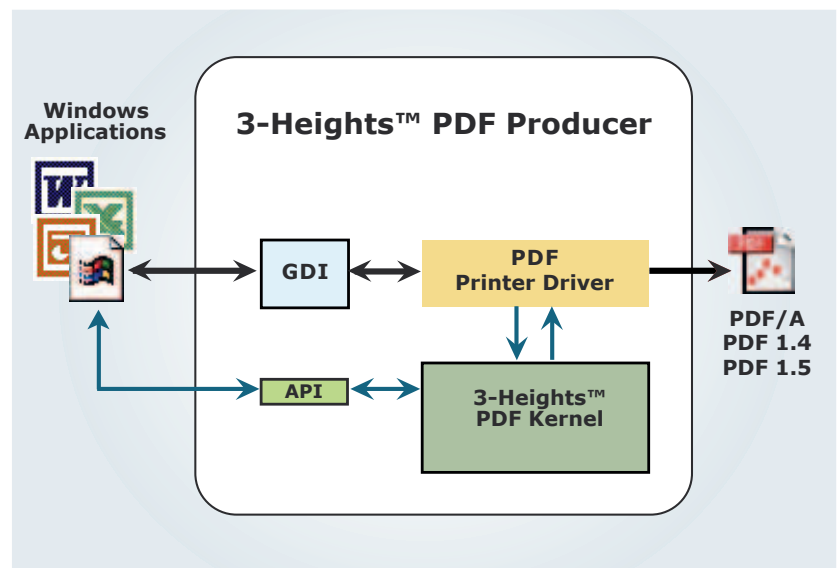 3-Heights™ PDF Producer
Windows
Applications
W
X
GDI
PDF
Printer Driver
PDF/A
PDF 1.4
PDF 1.5
API
3-Heights™
PDF Kernel